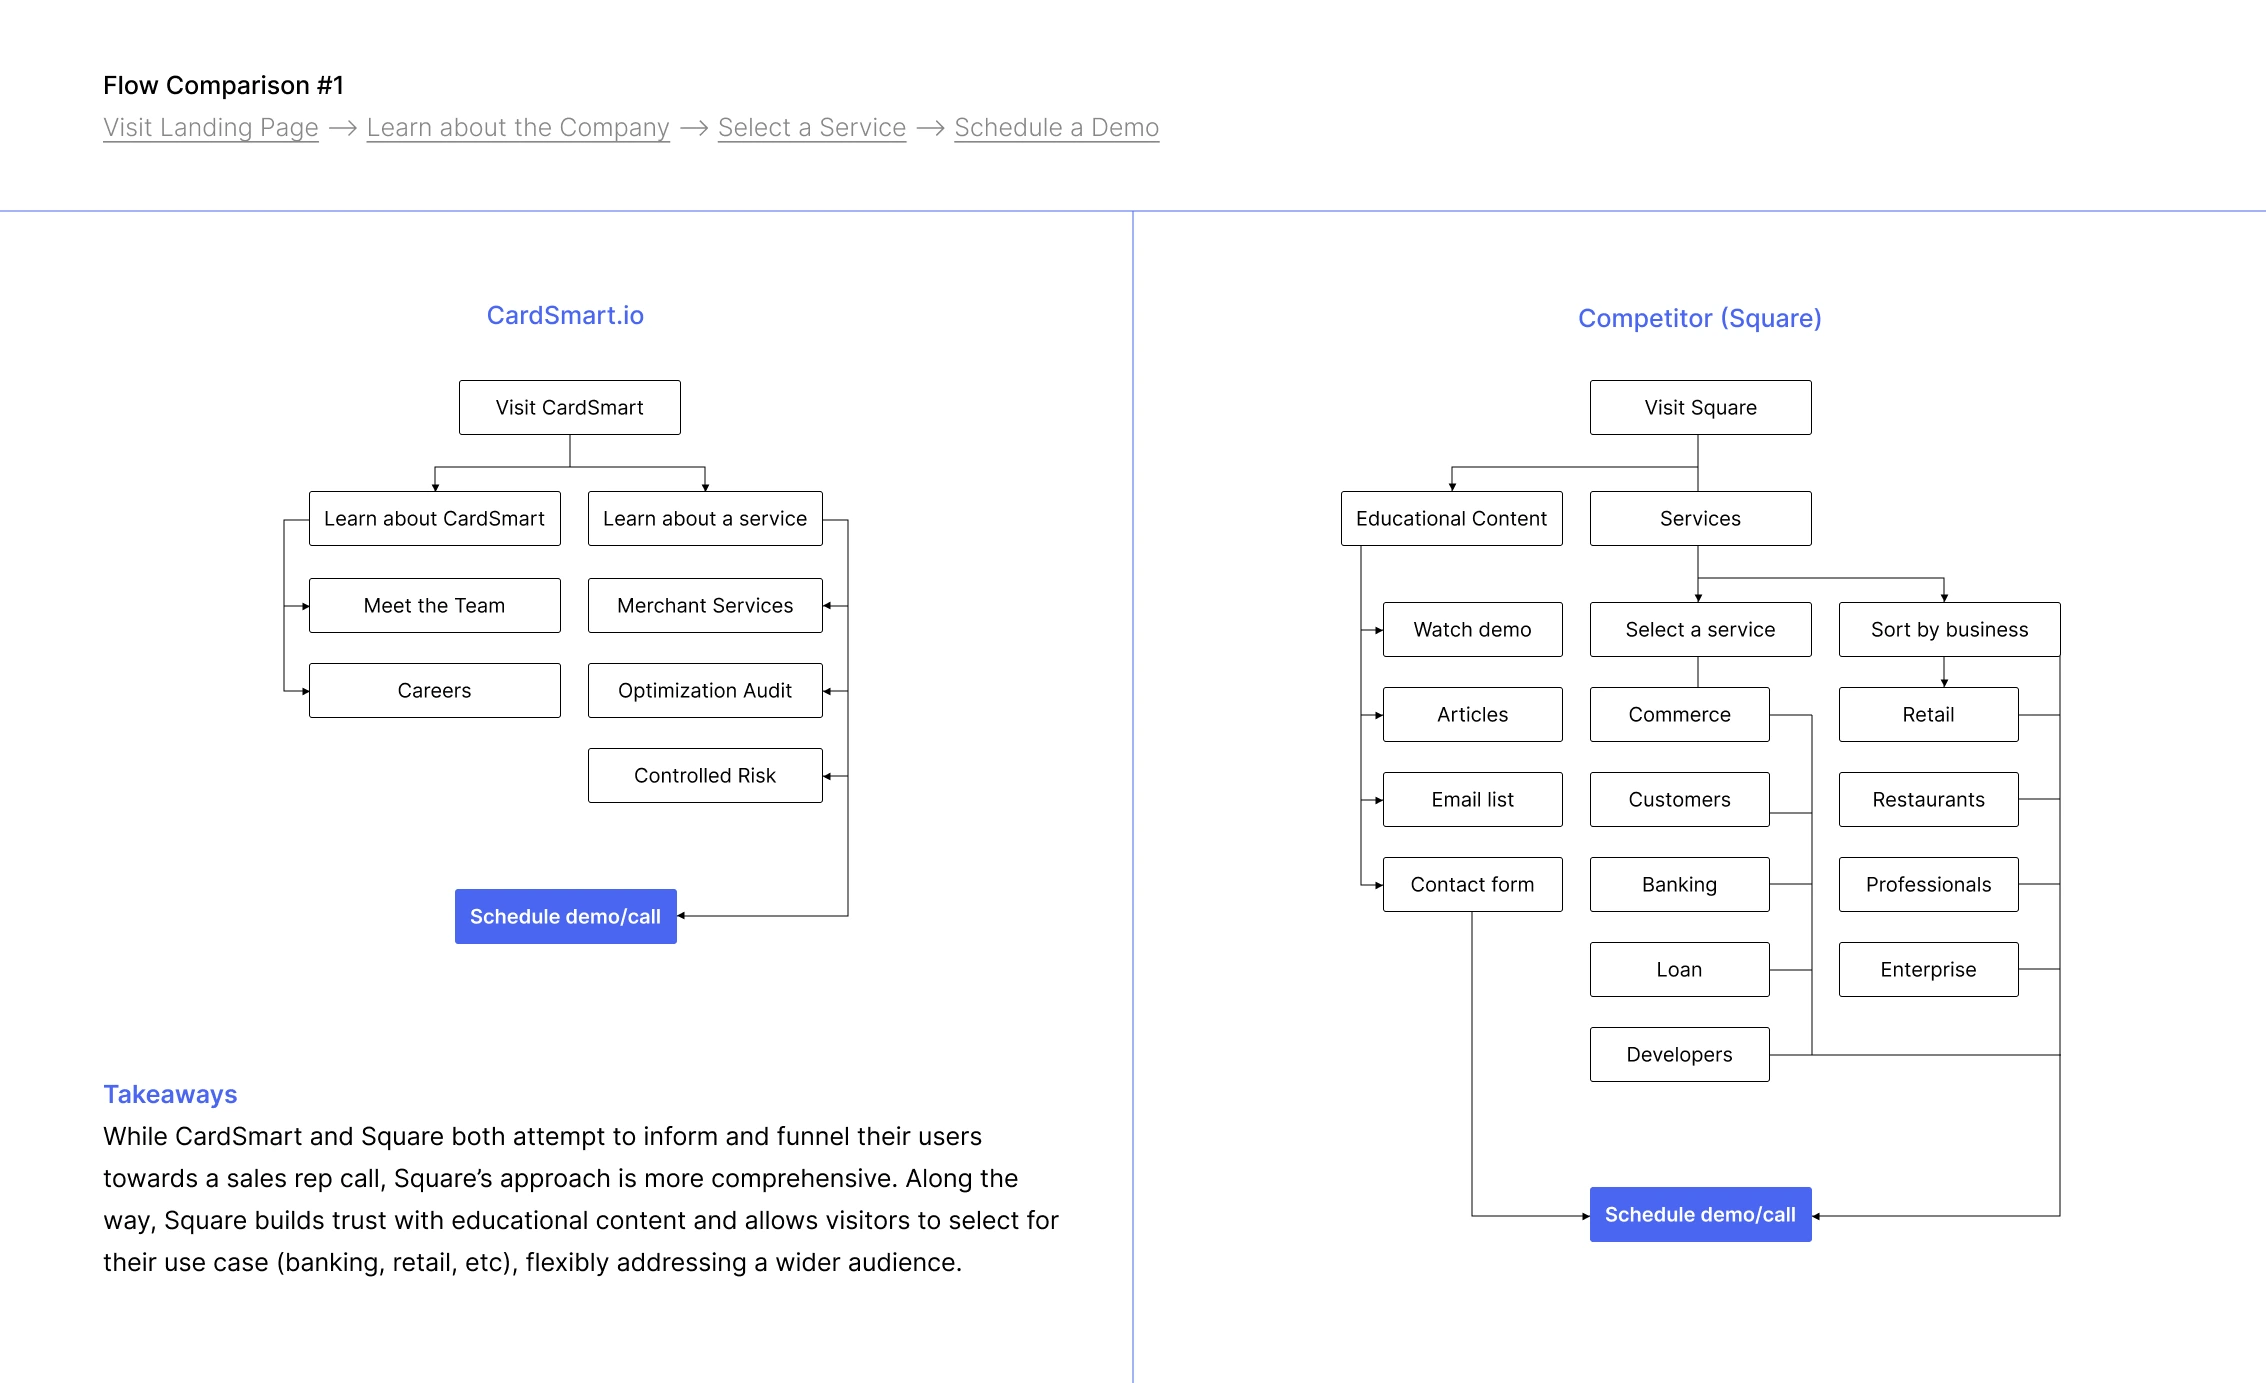 Flow Comparison #1
Visit Landing Page → Learn about the Company → Select a Service → Schedule a Demo
CardSmart.io
Visit CardSmart
Learn about CardSmart
Learn about a service
Meet the Team
Merchant Services
Careers
Optimization Audit
Controlled Risk
Schedule demo/call
Takeaways
While CardSmart and Square both attempt to inform and funnel their users
towards a sales rep call, Square’s approach is more comprehensive. Along the
way, Square builds trust with educational content and allows visitors to select for
their use case (banking, retail, etc), flexibly addressing a wider audience.
Competitor (Square)
Visit Square
Educational Content
Services
Watch demo
Select a service
Sort by business
Articles
Commerce
Retail
Email list
Customers
Restaurants
Contact form
Banking
Professionals
Loan
Enterprise
Developers
Schedule demo/call